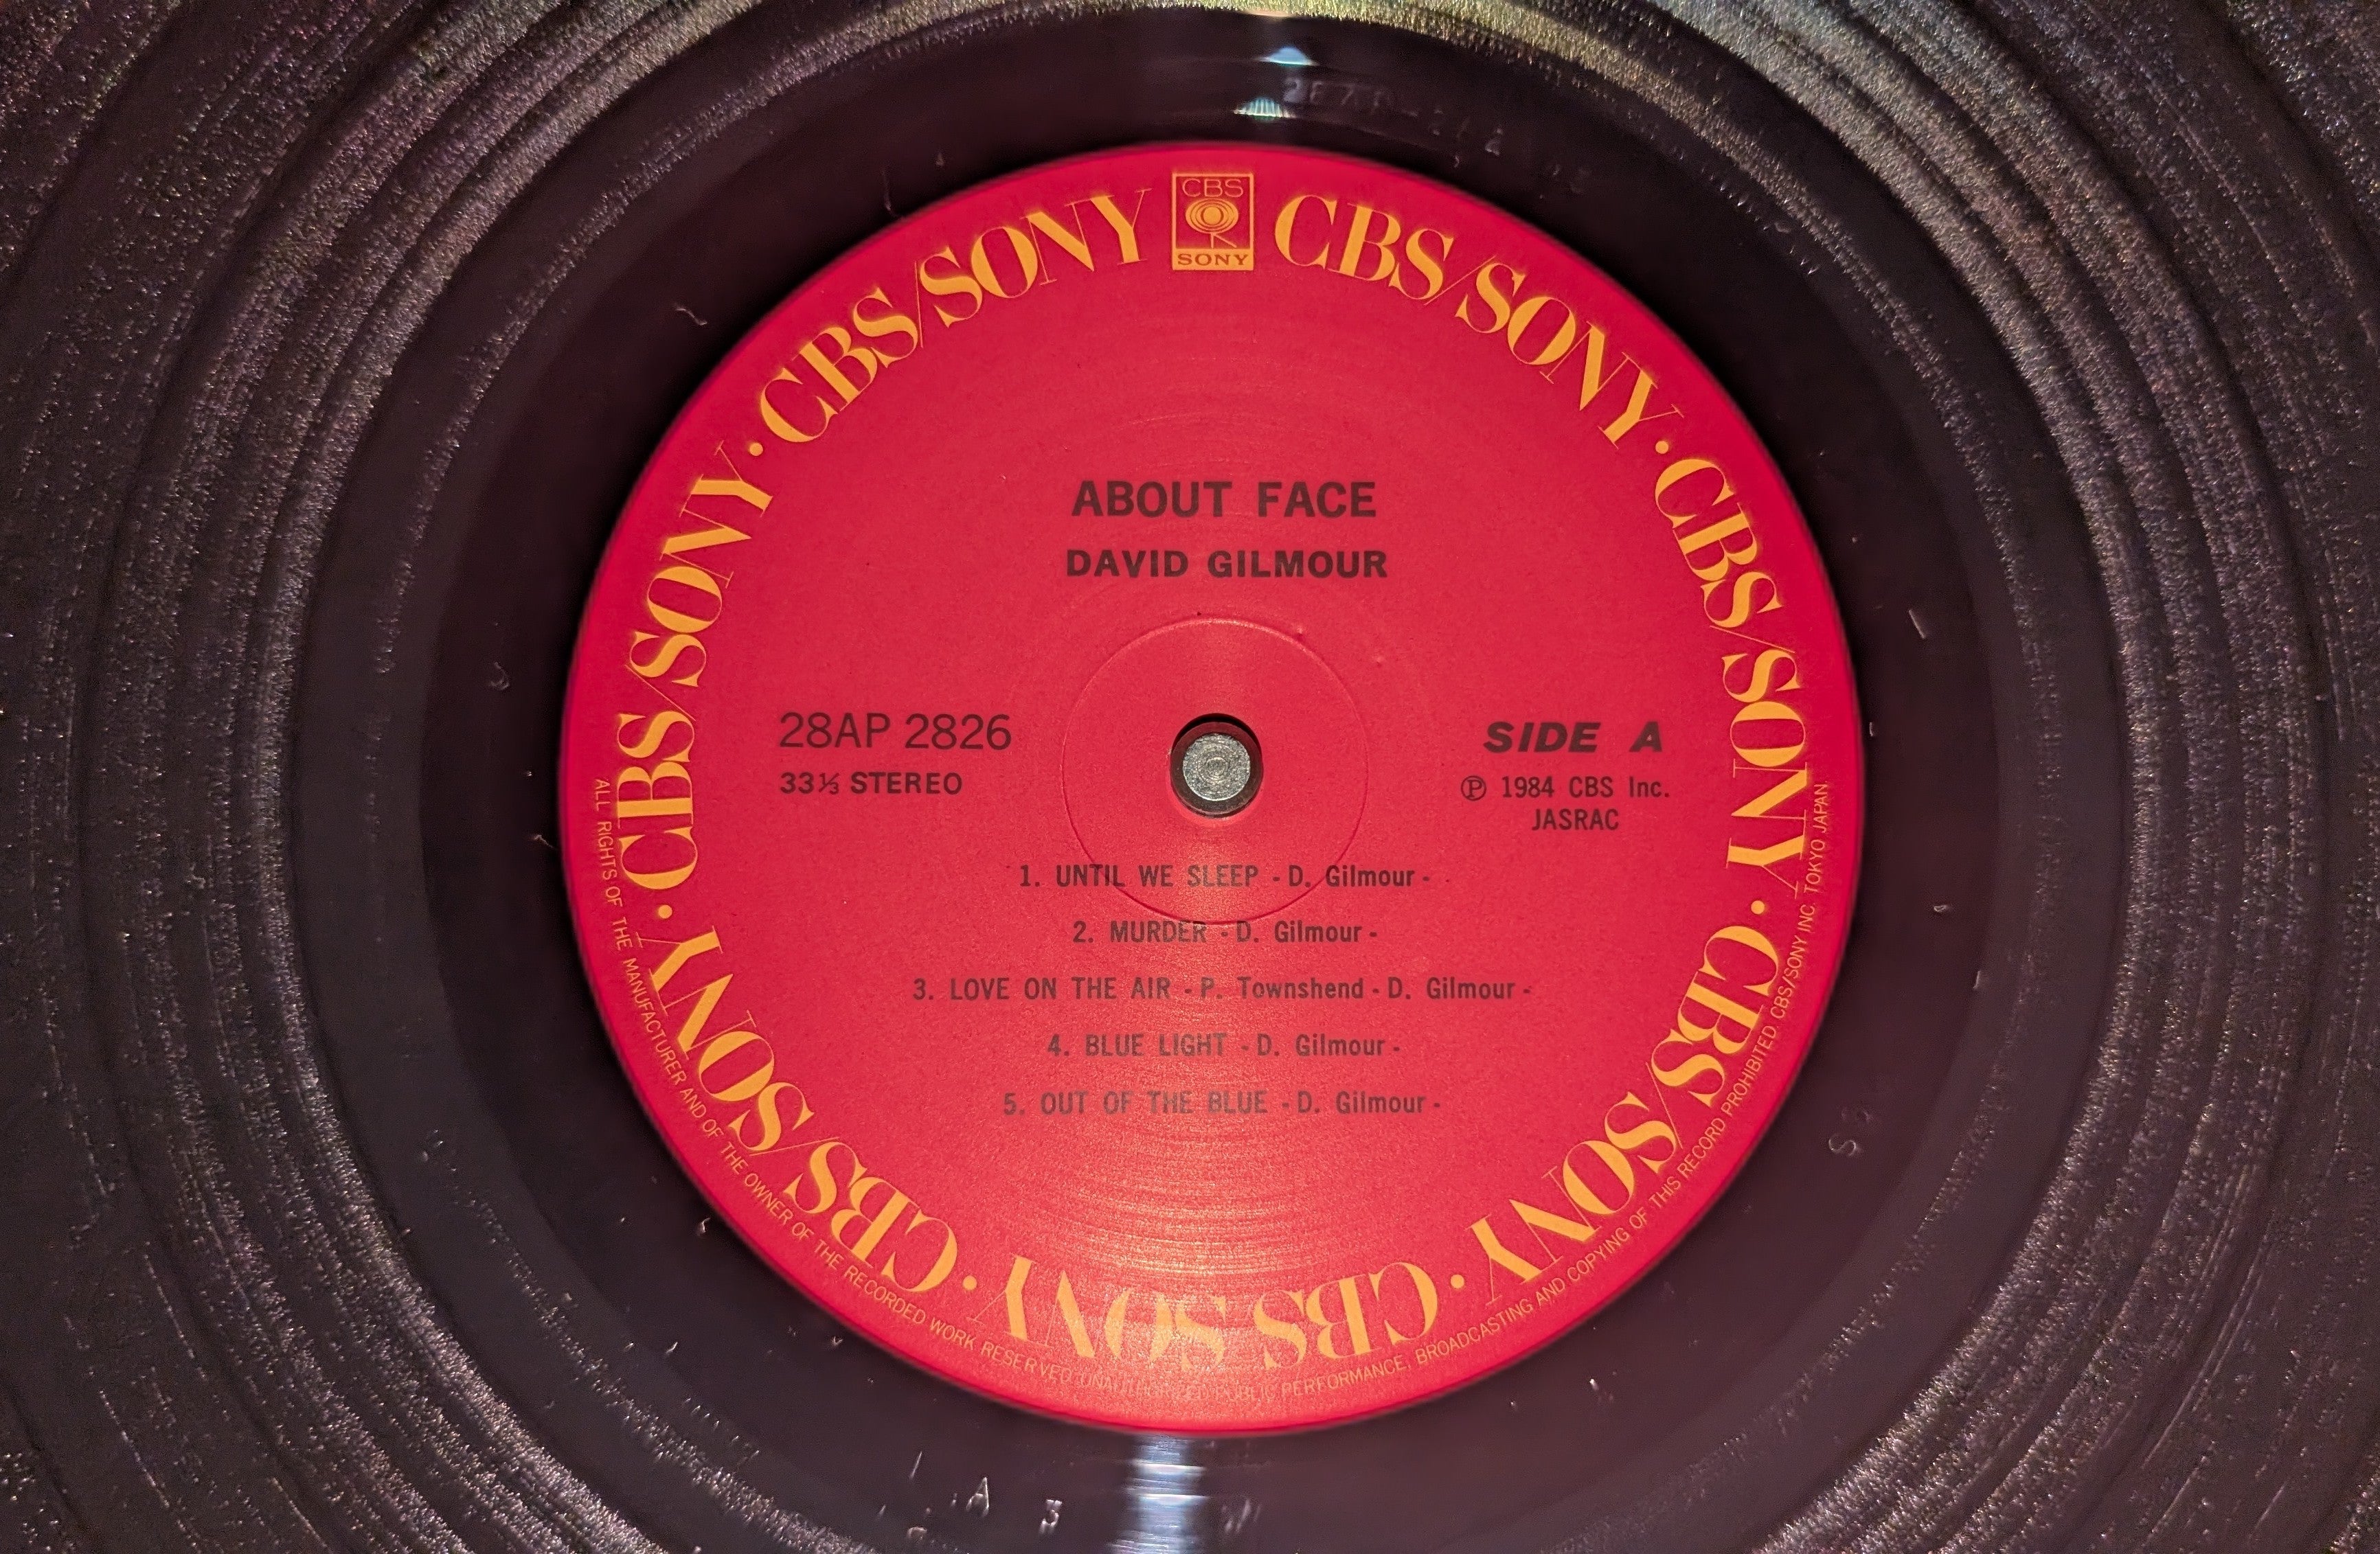 CBS
SONY
CBS/SONY · CBS/SONY · CBS/SONY · CBS/SONY · CBS/SONY · CBS/SONY · CBS/SONY · CBS/SONY
ABOUT FACE
DAVID GILMOUR
28AP 2826
33⅓ STEREO
SIDE A
Ⓟ 1984 CBS Inc.
JASRAC
1. UNTIL WE SLEEP - D. Gilmour -
2. MURDER - D. Gilmour -
3. LOVE ON THE AIR - P. Townshend - D. Gilmour -
4. BLUE LIGHT - D. Gilmour -
5. OUT OF THE BLUE - D. Gilmour -
ALL RIGHTS OF THE MANUFACTURER AND OF THE OWNER OF THE RECORDED WORK RESERVED UNAUTHORIZED PUBLIC PERFORMANCE, BROADCASTING AND COPYING OF THIS RECORD PROHIBITED CBS/SONY INC. TOKYO JAPAN
1 A 3